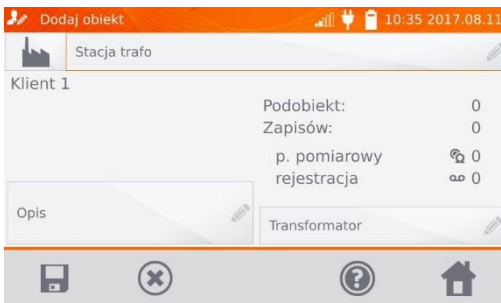 Dodaj obiekt 10:35 2017.08.11
Stacja trafo
Klient 1
Podobiekt: 0
Zapisów: 0
p. pomiarowy 0
rejestracja 0
Opis
Transformator